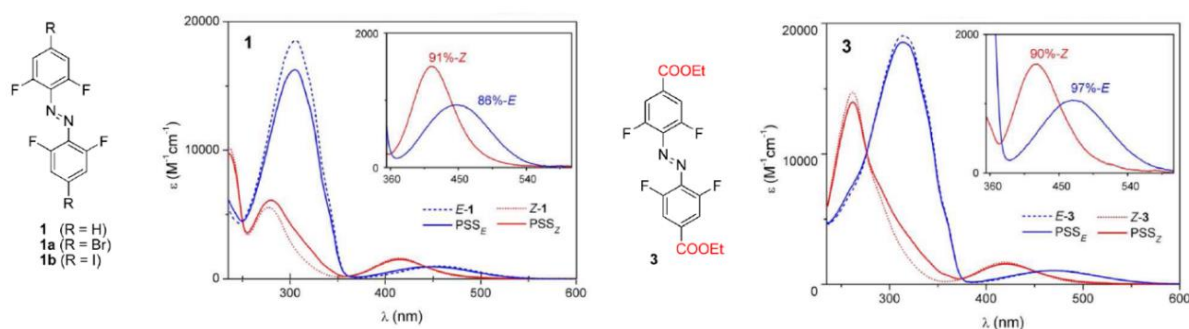 R
F
F
N
N
F
F
R
1 (R = H)
1a (R = Br)
1b (R = I)
1
20000
10000
0
ε (M⁻¹cm⁻¹)
300
400
500
600
λ (nm)
2000
0
360
450
540
91%-Z
86%-E
E-1
Z-1
PSS_E
PSS_Z
COOEt
F
F
N
N
F
F
COOEt
3
3
20000
10000
0
ε (M⁻¹cm⁻¹)
300
400
500
600
λ (nm)
2000
0
360
450
540
90%-Z
97%-E
E-3
Z-3
PSS_E
PSS_Z